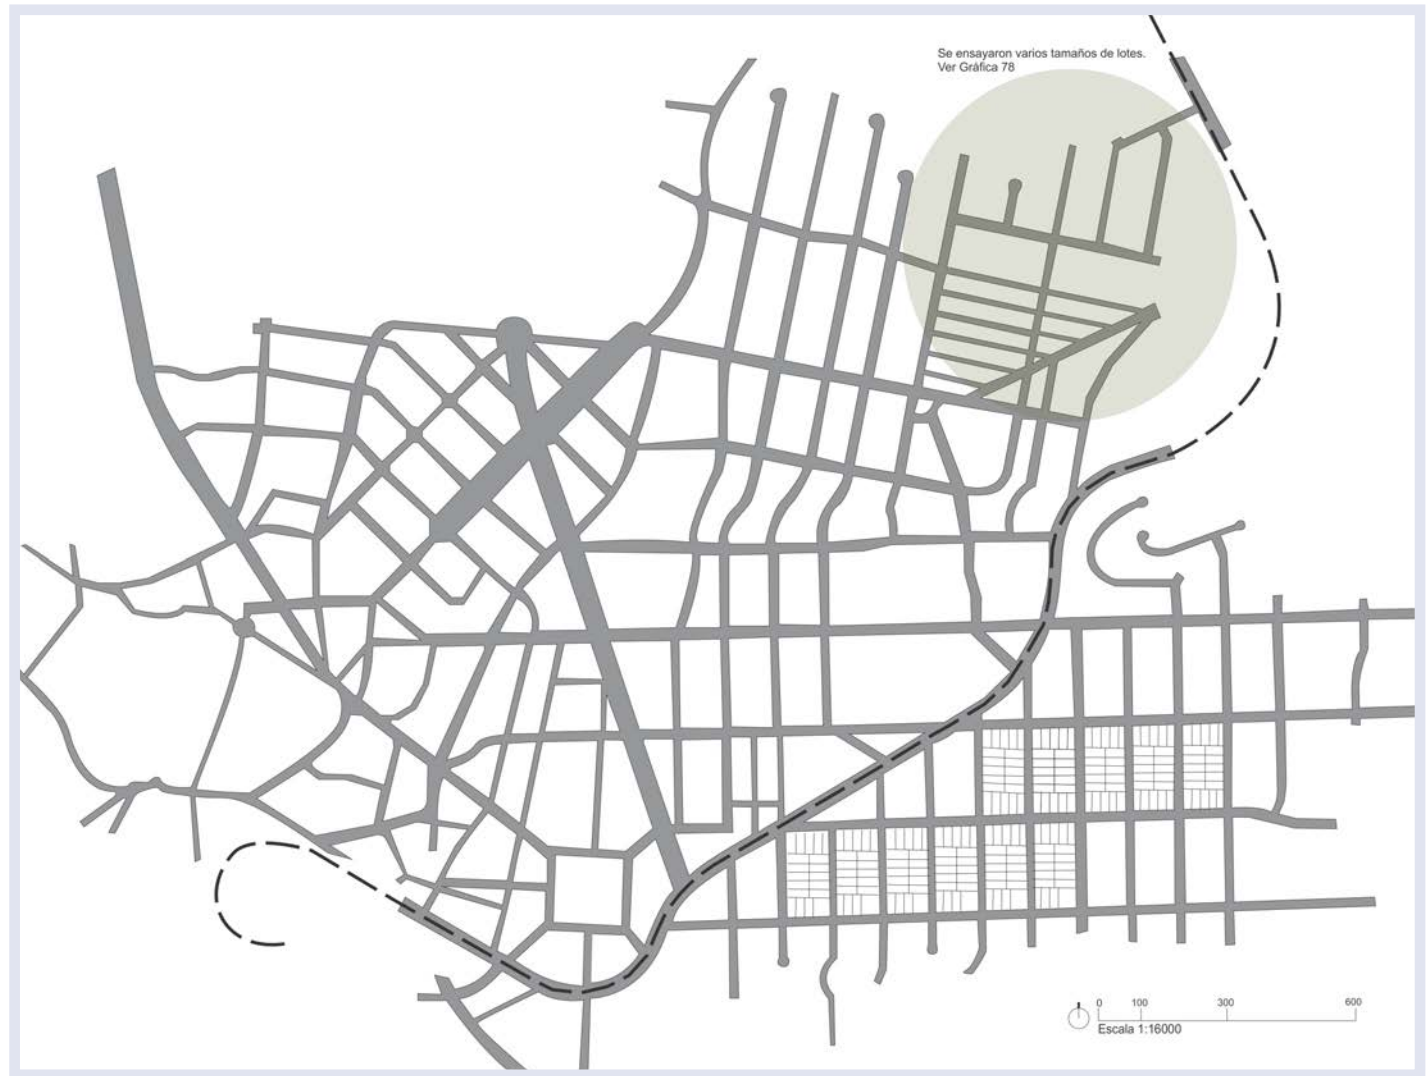 Se ensayaron varios tamaños de lotes.
Ver Gráfica 78
0 100 300 600
Escala 1:16000